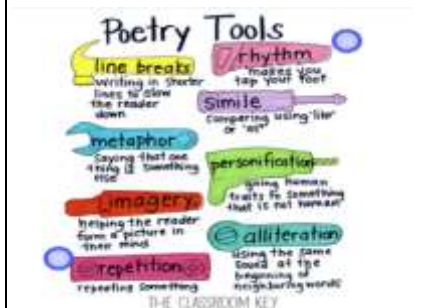 Poetry Tools
line breaks
writing in shorter
lines to slow
the reader
down
rhythm
makes you
tap your foot
simile
comparing using "like"
or "as"
metaphor
saying that one
thing is something
else
personification
giving human
traits to something
that is not human
imagery
helping the reader
form a picture in
their mind
alliteration
using the same
sound at the
beginning of
neighboring words
repetition
repeating something
THE CLASSROOM KEY